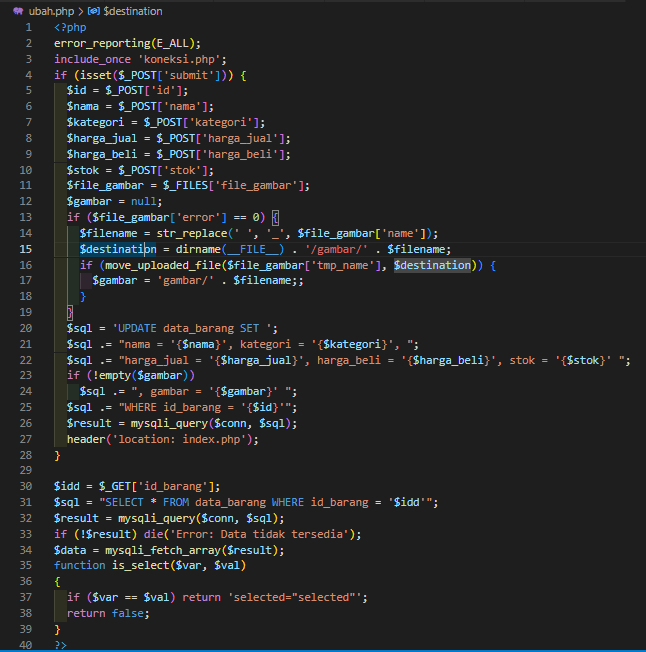 ubah.php > $destination
1 <?php
2 error_reporting(E_ALL);
3 include_once 'koneksi.php';
4 if (isset($_POST['submit'])) {
5 $id = $_POST['id'];
6 $nama = $_POST['nama'];
7 $kategori = $_POST['kategori'];
8 $harga_jual = $_POST['harga_jual'];
9 $harga_beli = $_POST['harga_beli'];
10 $stok = $_POST['stok'];
11 $file_gambar = $_FILES['file_gambar'];
12 $gambar = null;
13 if ($file_gambar['error'] == 0) {
14 $filename = str_replace(' ', '_', $file_gambar['name']);
15 $destination = dirname(__FILE__) . '/gambar/' . $filename;
16 if (move_uploaded_file($file_gambar['tmp_name'], $destination)) {
17 $gambar = 'gambar/' . $filename;;
18 }
19 }
20 $sql = 'UPDATE data_barang SET ';
21 $sql .= "nama = '{$nama}', kategori = '{$kategori}', ";
22 $sql .= "harga_jual = '{$harga_jual}', harga_beli = '{$harga_beli}', stok = '{$stok}' ";
23 if (!empty($gambar))
24 $sql .= ", gambar = '{$gambar}' ";
25 $sql .= "WHERE id_barang = '{$id}'";
26 $result = mysqli_query($conn, $sql);
27 header('location: index.php');
28 }
29
30 $idd = $_GET['id_barang'];
31 $sql = "SELECT * FROM data_barang WHERE id_barang = '$idd'";
32 $result = mysqli_query($conn, $sql);
33 if (!$result) die('Error: Data tidak tersedia');
34 $data = mysqli_fetch_array($result);
35 function is_select($var, $val)
36 {
37 if ($var == $val) return 'selected="selected"';
38 return false;
39 }
40 ?>